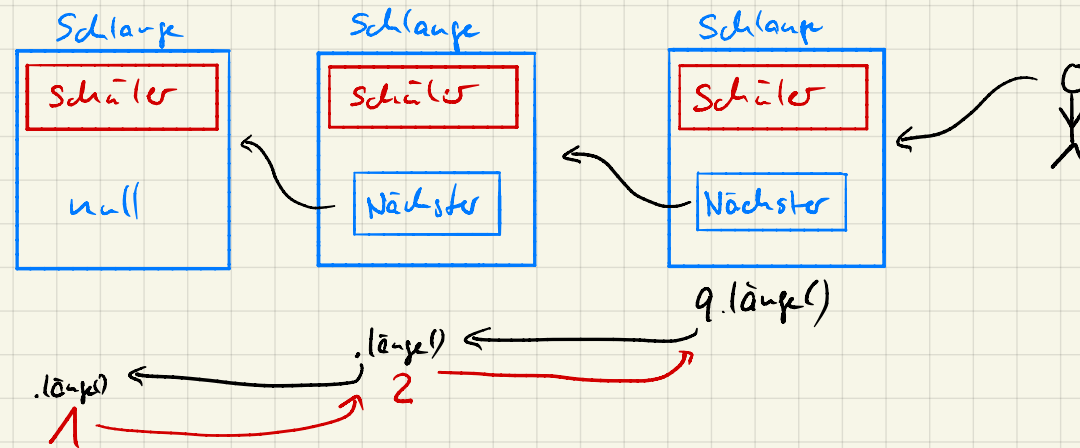 Schlange
Schlange
Schlange
Schüler
Schüler
Schüler
null
Nächster
Nächster
q.länge()
.länge()
2
.länge()
1